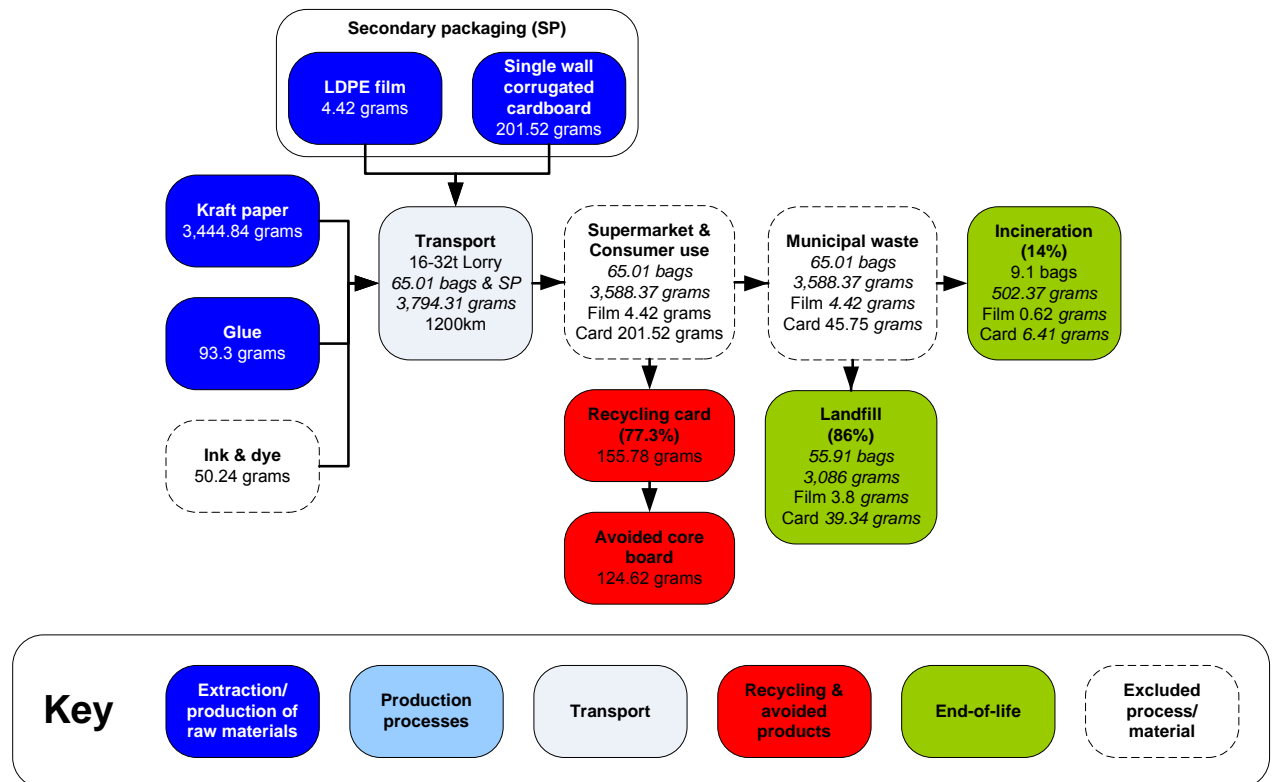 Secondary packaging (SP)
LDPE film
4.42 grams
Single wall
corrugated
cardboard
201.52 grams
Kraft paper
3,444.84 grams
Glue
93.3 grams
Ink & dye
50.24 grams
Transport
16-32t Lorry
65.01 bags & SP
3,794.31 grams
1200km
Supermarket &
Consumer use
65.01 bags
3,588.37 grams
Film 4.42 grams
Card 201.52 grams
Municipal waste
65.01 bags
3,588.37 grams
Film 4.42 grams
Card 45.75 grams
Incineration
(14%)
9.1 bags
502.37 grams
Film 0.62 grams
Card 6.41 grams
Recycling card
(77.3%)
155.78 grams
Landfill
(86%)
55.91 bags
3,086 grams
Film 3.8 grams
Card 39.34 grams
Avoided core
board
124.62 grams
Key
Extraction/
production of
raw materials
Production
processes
Transport
Recycling &
avoided
products
End-of-life
Excluded
process/
material